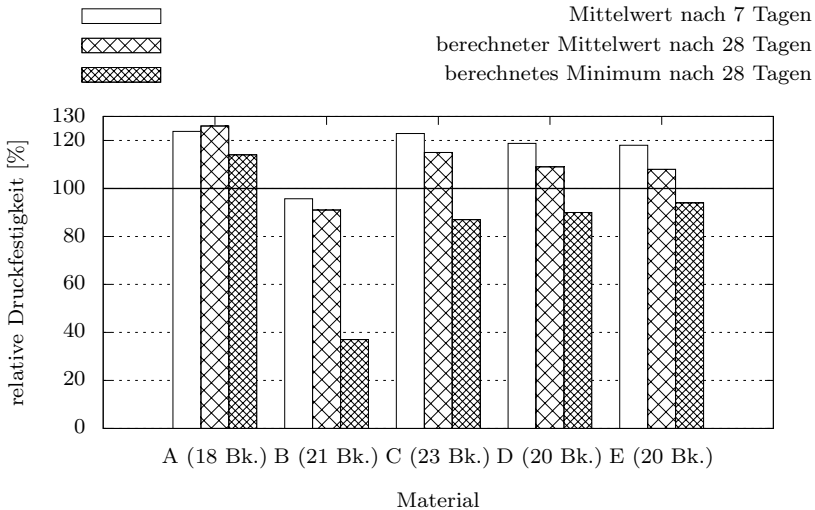 Mittelwert nach 7 Tagen
berechneter Mittelwert nach 28 Tagen
berechnetes Minimum nach 28 Tagen
130
120
100
80
60
40
20
0
relative Druckfestigkeit [%]
A (18 Bk.) B (21 Bk.) C (23 Bk.) D (20 Bk.) E (20 Bk.)
Material